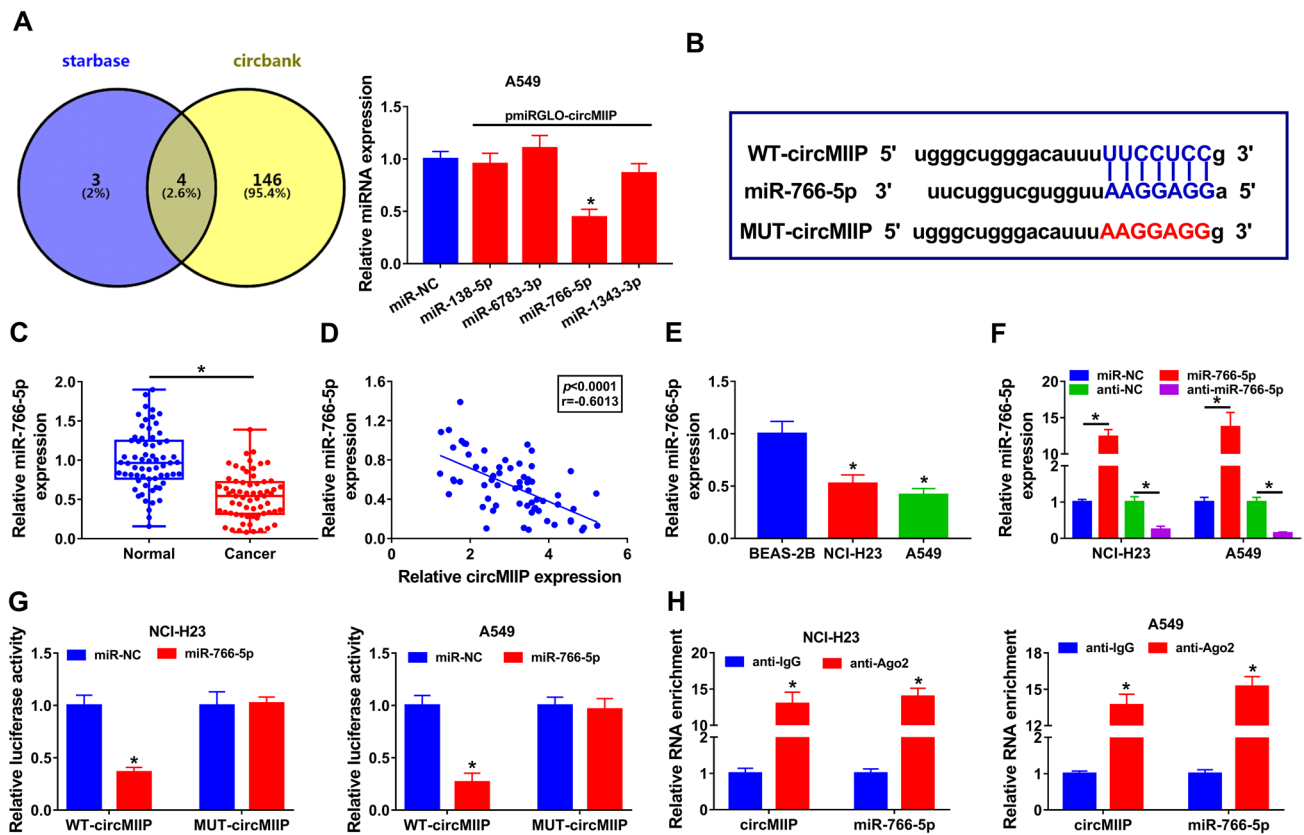 A
starbase circbank
3
(2%)
4
(2.6%)
146
(95.4%)
A549
pmiRGLO-circMIIP
Relative miRNA expression
1.5
1.0
0.5
0.0
*
miR-NC
miR-138-5p
miR-6783-3p
miR-766-5p
miR-1343-3p
B
WT-circMIIP 5' ugggcugggacauuuUUCCUCCg 3'
miR-766-5p 3' uucuggucgugguuAAGGAGGa 5'
MUT-circMIIP 5' ugggcugggacauuuAAGGAGGg 3'
C
Relative miR-766-5p
expression
2.0
1.5
1.0
0.5
0.0
*
Normal Cancer
D
Relative miR-766-5p
expression
1.6
1.2
0.8
0.4
0.0
p<0.0001
r=-0.6013
0 2 4 6
Relative circMIIP expression
E
Relative miR-766-5p
expression
1.5
1.0
0.5
0.0
* *
BEAS-2B NCI-H23 A549
F
Relative miR-766-5p
expression
miR-NC miR-766-5p
anti-NC anti-miR-766-5p
20
15
10
2
1
0
* * * *
NCI-H23 A549
G
NCI-H23
Relative luciferase activity
miR-NC miR-766-5p
1.5
1.0
0.5
0.0
*
WT-circMIIP MUT-circMIIP
A549
Relative luciferase activity
miR-NC miR-766-5p
1.5
1.0
0.5
0.0
*
WT-circMIIP MUT-circMIIP
H
NCI-H23
Relative RNA enrichment
anti-IgG anti-Ago2
20
15
10
2
1
0
* *
circMIIP miR-766-5p
A549
Relative RNA enrichment
anti-IgG anti-Ago2
18
15
12
2
1
0
* *
circMIIP miR-766-5p